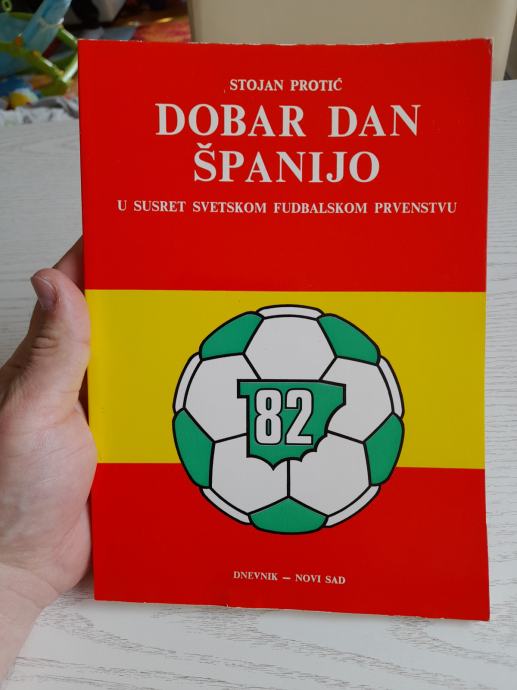 STOJAN PROTIĆ
DOBAR DAN
ŠPANIJO
U SUSRET SVETSKOM FUDBALSKOM PRVENSTVU
82
DNEVNIK — NOVI SAD